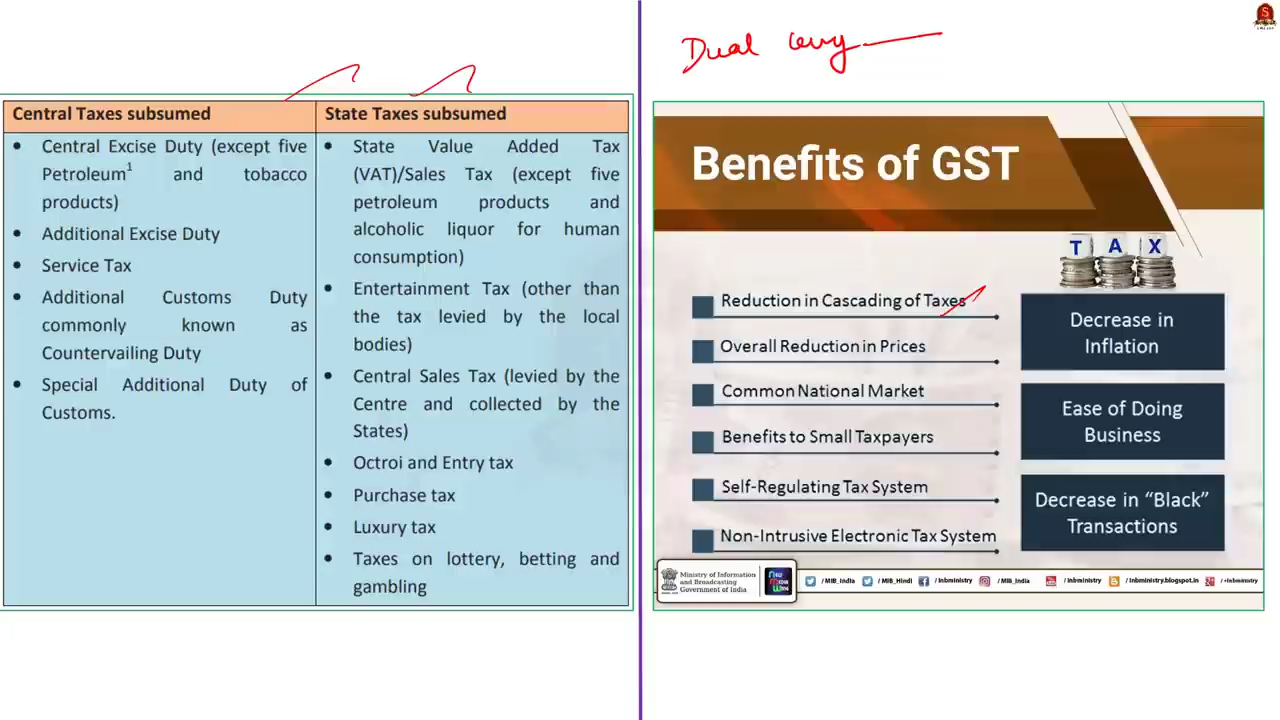 Dual levy
Central Taxes subsumed
• Central Excise Duty (except five
Petroleum1 and tobacco
products)
• Additional Excise Duty
• Service Tax
• Additional Customs Duty
commonly known as
Countervailing Duty
• Special Additional Duty of
Customs.
State Taxes subsumed
• State Value Added Tax
(VAT)/Sales Tax (except five
petroleum products and
alcoholic liquor for human
consumption)
• Entertainment Tax (other than
the tax levied by the local
bodies)
• Central Sales Tax (levied by the
Centre and collected by the
States)
• Octroi and Entry tax
• Purchase tax
• Luxury tax
• Taxes on lottery, betting and
gambling
Benefits of GST
TAX
Reduction in Cascading of Taxes
Overall Reduction in Prices
Common National Market
Benefits to Small Taxpayers
Self-Regulating Tax System
Non-Intrusive Electronic Tax System
Decrease in
Inflation
Ease of Doing
Business
Decrease in “Black”
Transactions
Ministry of Information
and Broadcasting
Government of India
/MIB_India
/MIB_Hindi
/inbministry
/MIB_India
/inbministry
/inbministry.blogspot.in
/+inbministry